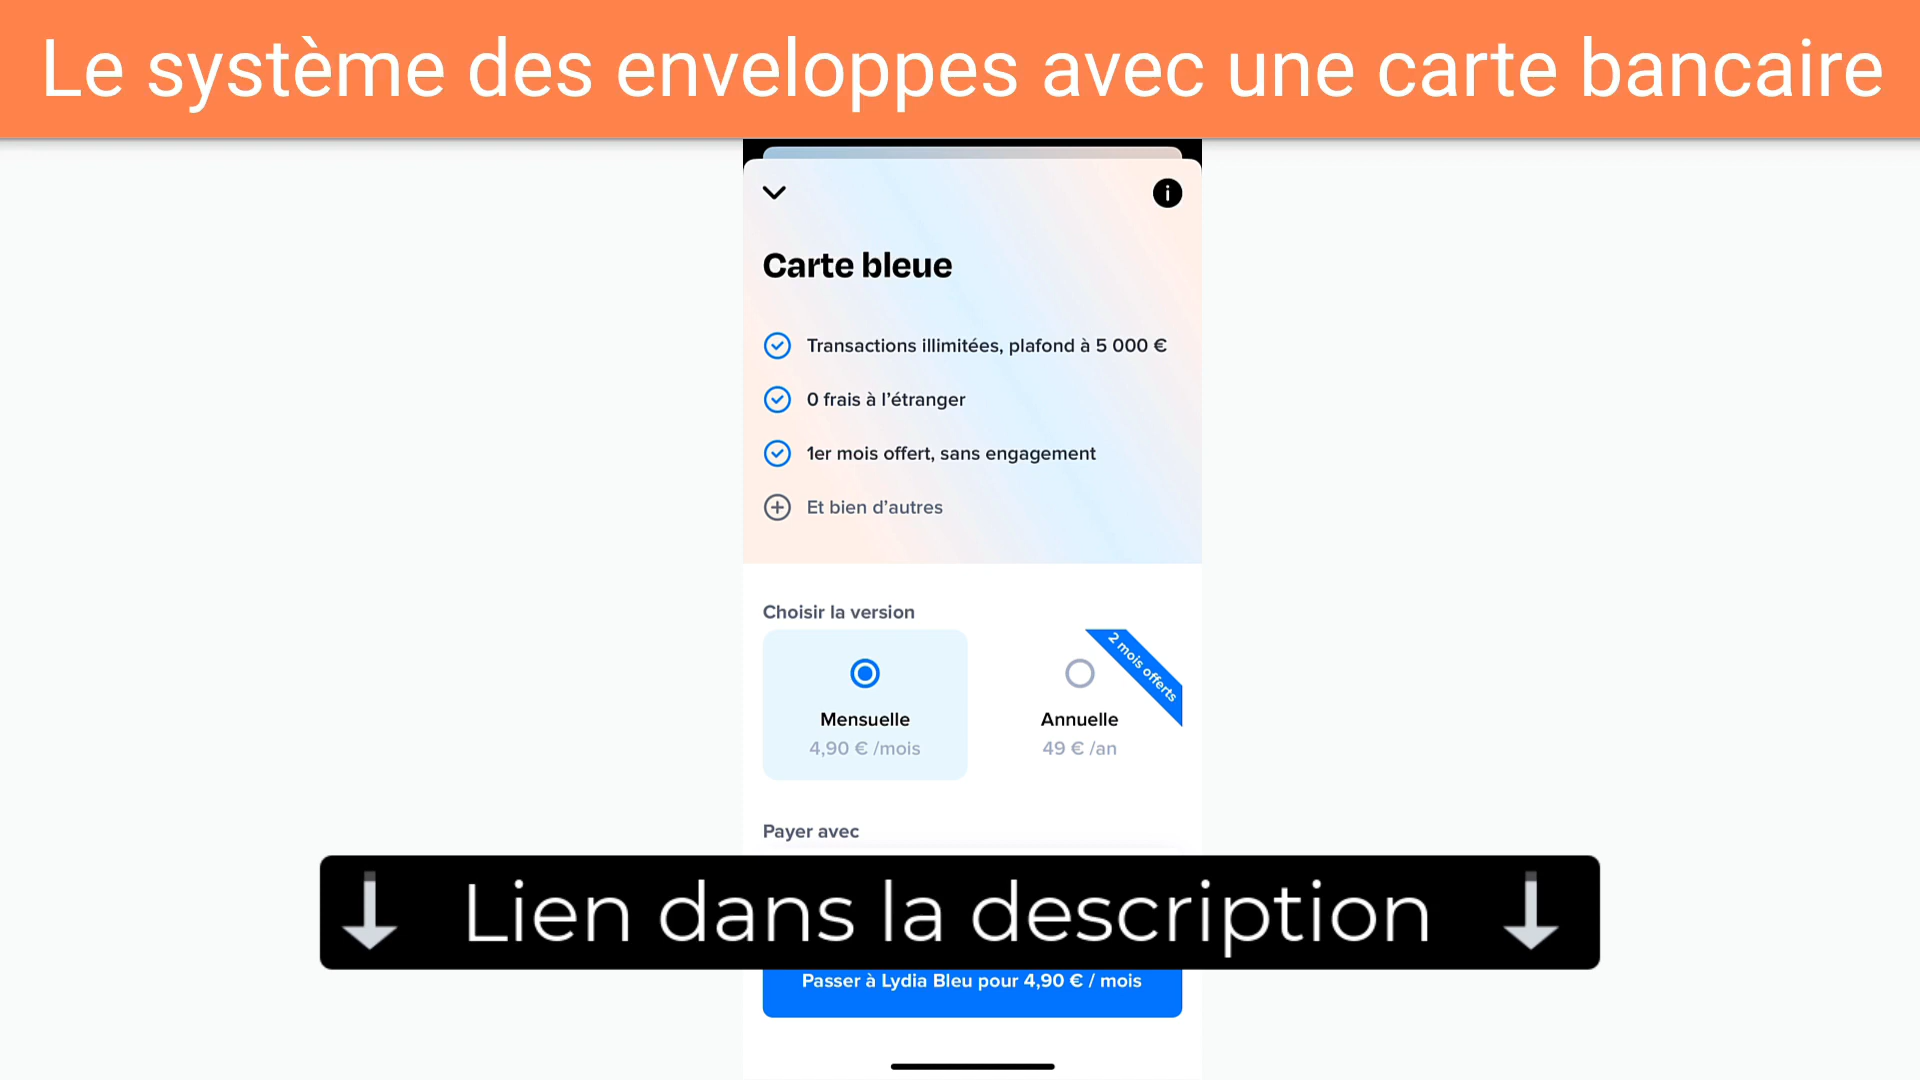 Le système des enveloppes avec une carte bancaire
Carte bleue
Transactions illimitées, plafond à 5 000 €
0 frais à l’étranger
1er mois offert, sans engagement
Et bien d’autres
Choisir la version
2 mois offerts
Mensuelle
4,90 € /mois
Annuelle
49 € /an
Payer avec
Lien dans la description
Passer à Lydia Bleu pour 4,90 € / mois